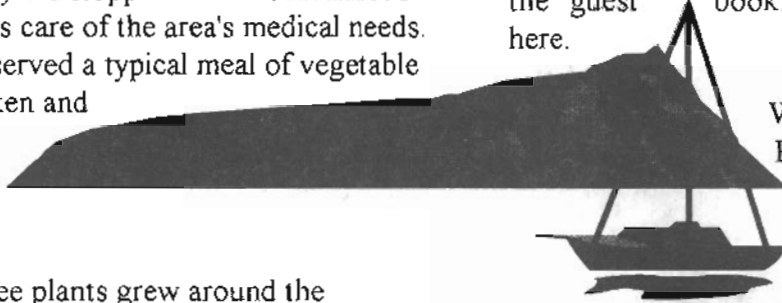 s care of the area's medical needs.
served a typical meal of vegetable
ken and
ee plants grew around the
the guest book
here.